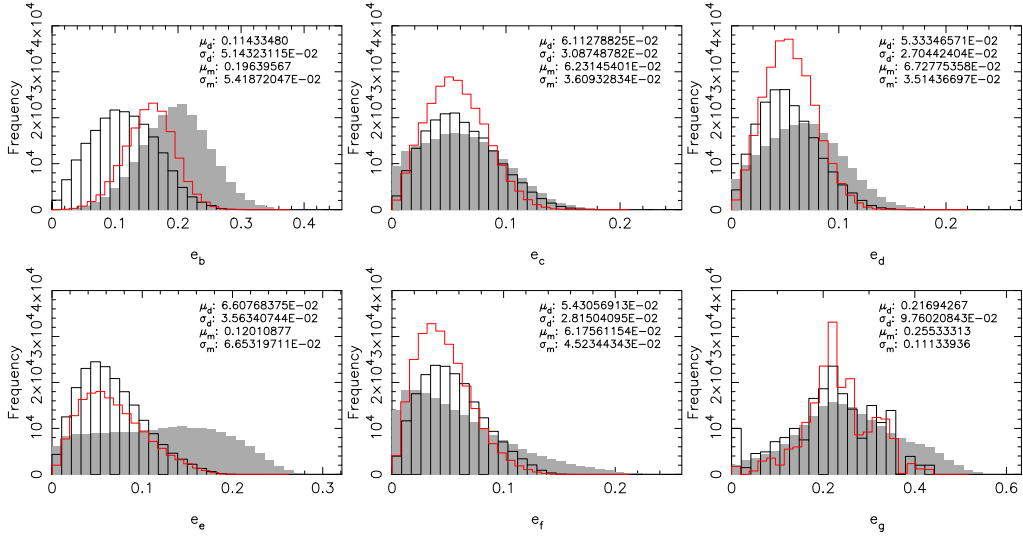 μd: 0.11433480
σd: 5.14323115E−02
μm: 0.19639567
σm: 5.41872047E−02
Frequency
0 10⁴ 2×10⁴ 3×10⁴ 4×10⁴
0 0.1 0.2 0.3 0.4
e_b
μd: 6.11278825E−02
σd: 3.08748782E−02
μm: 6.23145401E−02
σm: 3.60932834E−02
Frequency
0 10⁴ 2×10⁴ 3×10⁴ 4×10⁴
0 0.1 0.2
e_c
μd: 5.33346571E−02
σd: 2.70442404E−02
μm: 6.72775358E−02
σm: 3.51436697E−02
Frequency
0 10⁴ 2×10⁴ 3×10⁴ 4×10⁴
0 0.1 0.2
e_d
μd: 6.60768375E−02
σd: 3.56340744E−02
μm: 0.12010877
σm: 6.65319711E−02
Frequency
0 10⁴ 2×10⁴ 3×10⁴ 4×10⁴
0 0.1 0.2 0.3
e_e
μd: 5.43056913E−02
σd: 2.81504095E−02
μm: 6.17561154E−02
σm: 4.52344343E−02
Frequency
0 10⁴ 2×10⁴ 3×10⁴ 4×10⁴
0 0.1 0.2
e_f
μd: 0.21694267
σd: 9.76020843E−02
μm: 0.25533313
σm: 0.11133936
Frequency
0 10⁴ 2×10⁴ 3×10⁴ 4×10⁴
0 0.2 0.4 0.6
e_g